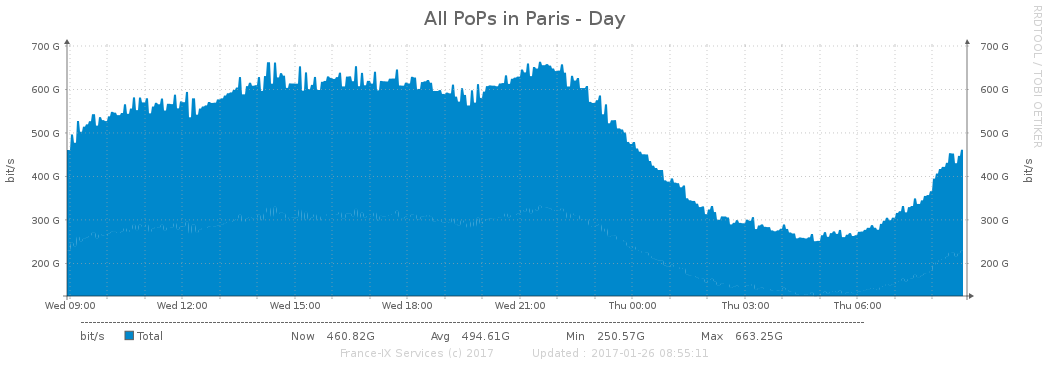 All PoPs in Paris - Day
RRDTOOL / TOBI OETIKER
700 G 700 G
600 G 600 G
500 G 500 G
400 G 400 G
300 G 300 G
200 G 200 G
bit/s bit/s
Wed 09:00 Wed 12:00 Wed 15:00 Wed 18:00 Wed 21:00 Thu 00:00 Thu 03:00 Thu 06:00
bit/s Total Now 460.82G Avg 494.61G Min 250.57G Max 663.25G
France-IX Services (c) 2017 Updated : 2017-01-26 08:55:11